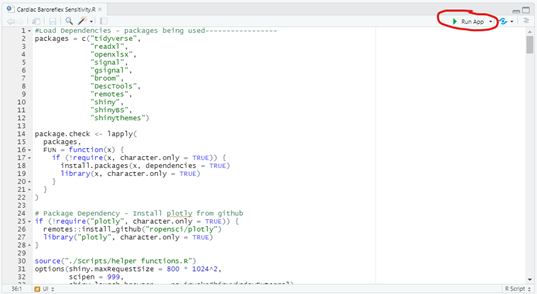 Cardiac Baroreflex Sensitivity.R
Run App
1 #Load Dependencies - packages being used-----------------
2 packages = c("tidyverse",
3 "readxl",
4 "openxlsx",
5 "signal",
6 "gsignal",
7 "broom",
8 "DescTools",
9 "remotes",
10 "shiny",
11 "shinyBS",
12 "shinythemes")
13
14 package.check <- lapply(
15 packages,
16 FUN = function(x) {
17 if (!require(x, character.only = TRUE)) {
18 install.packages(x, dependencies = TRUE)
19 library(x, character.only = TRUE)
20 }
21 }
22 )
23
24 # Package Dependency - Install plotly from github
25 if (!require("plotly", character.only = TRUE)) {
26 remotes::install_github("ropensci/plotly")
27 library("plotly", character.only = TRUE)
28 }
29
30 source("./Scripts/helper functions.R")
31 options(shiny.maxRequestSize = 800 * 1024^2,
32 scipen = 999,
36:1 UI R Script